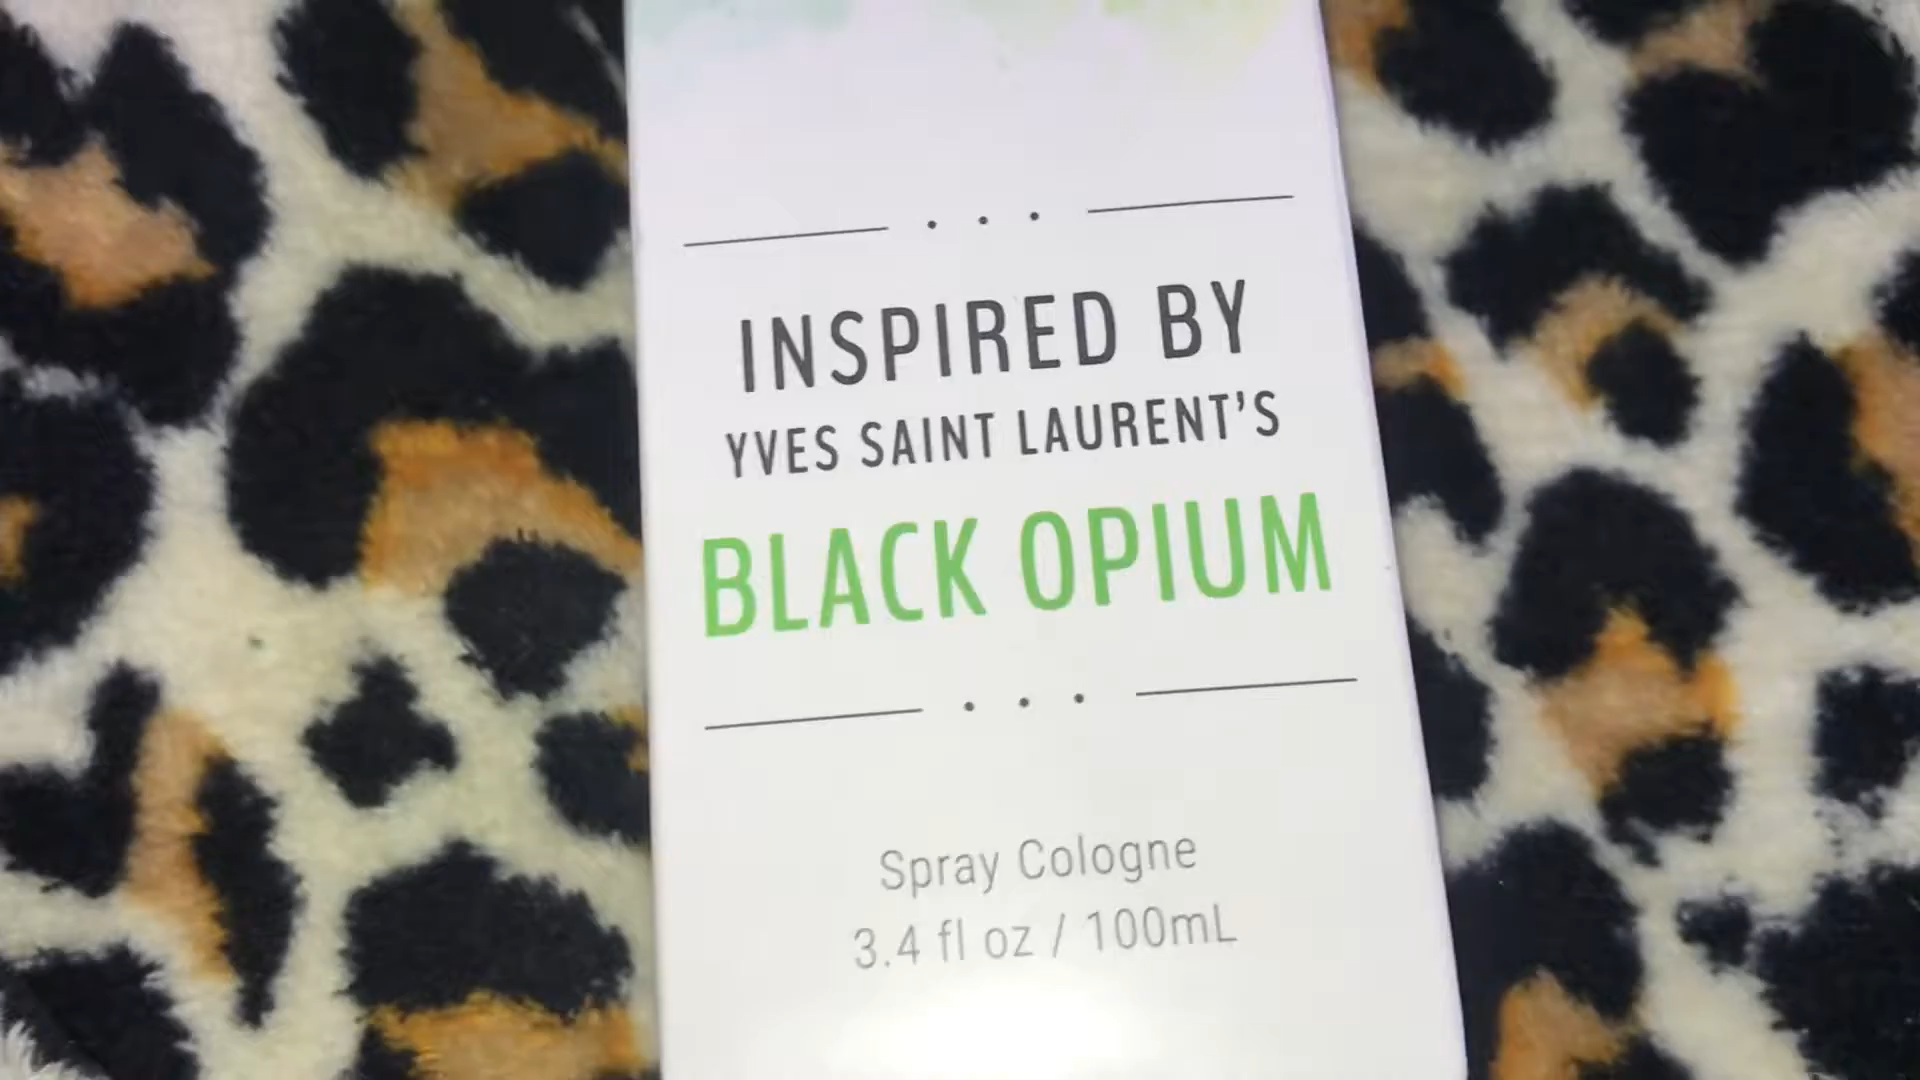 INSPIRED BY
YVES SAINT LAURENT'S
BLACK OPIUM
Spray Cologne
3.4 fl oz / 100mL